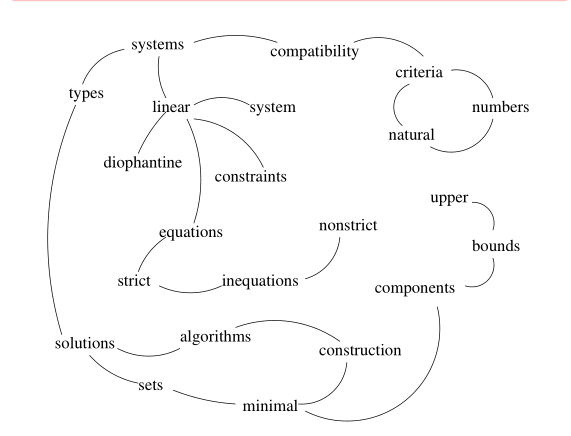 systems
compatibility
criteria
types
linear
system
numbers
natural
diophantine
constraints
upper
equations
nonstrict
bounds
strict
inequations
components
solutions
algorithms
construction
sets
minimal